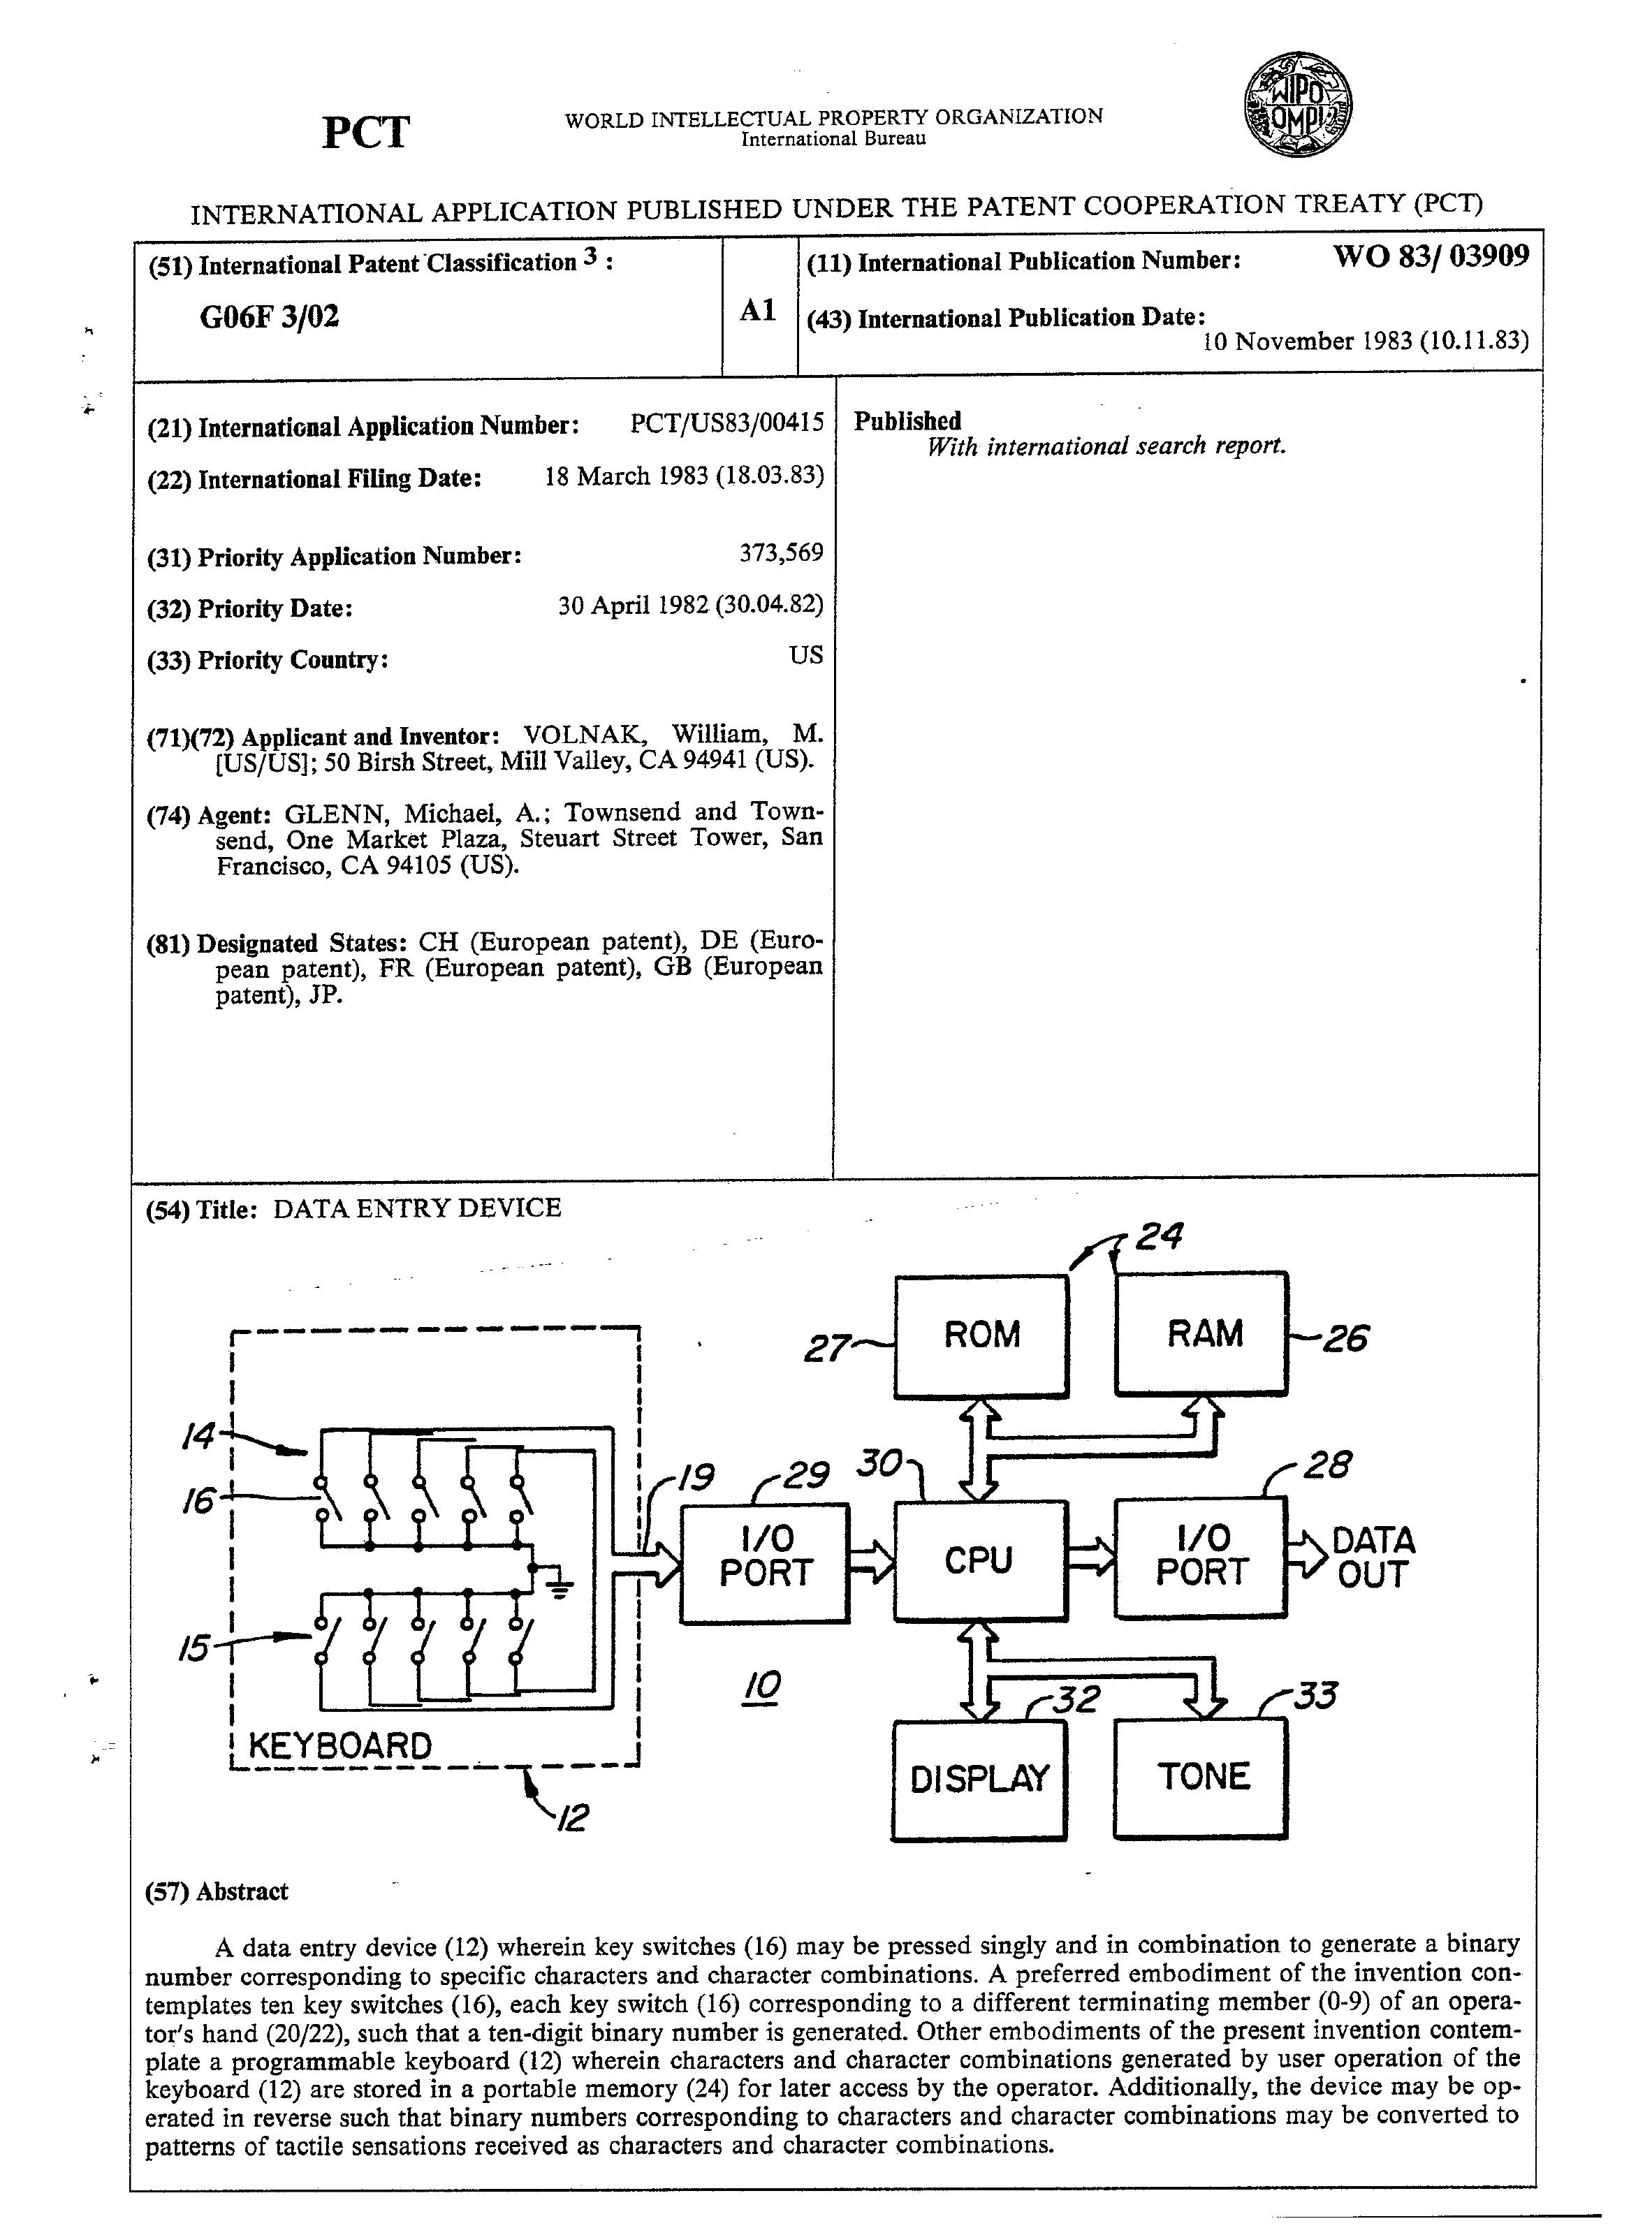 PCT
WORLD INTELLECTUAL PROPERTY ORGANIZATION
International Bureau
WIPO
OMPI
INTERNATIONAL APPLICATION PUBLISHED UNDER THE PATENT COOPERATION TREATY (PCT)
(51) International Patent Classification 3 :
G06F 3/02
A1
(11) International Publication Number: WO 83/ 03909
(43) International Publication Date:
10 November 1983 (10.11.83)
(21) International Application Number: PCT/US83/00415
(22) International Filing Date: 18 March 1983 (18.03.83)
(31) Priority Application Number: 373,569
(32) Priority Date: 30 April 1982 (30.04.82)
(33) Priority Country: US
(71)(72) Applicant and Inventor: VOLNAK, William, M.
[US/US]; 50 Birsh Street, Mill Valley, CA 94941 (US).
(74) Agent: GLENN, Michael, A.; Townsend and Town-
send, One Market Plaza, Steuart Street Tower, San
Francisco, CA 94105 (US).
(81) Designated States: CH (European patent), DE (Euro-
pean patent), FR (European patent), GB (European
patent), JP.
Published
With international search report.
(54) Title: DATA ENTRY DEVICE
24
27
ROM
RAM
26
14
16
19
29
30
28
I/O
PORT
CPU
I/O
PORT
DATA
OUT
15
10
32
33
KEYBOARD
DISPLAY
TONE
12
(57) Abstract
A data entry device (12) wherein key switches (16) may be pressed singly and in combination to generate a binary
number corresponding to specific characters and character combinations. A preferred embodiment of the invention con-
templates ten key switches (16), each key switch (16) corresponding to a different terminating member (0-9) of an opera-
tor's hand (20/22), such that a ten-digit binary number is generated. Other embodiments of the present invention contem-
plate a programmable keyboard (12) wherein characters and character combinations generated by user operation of the
keyboard (12) are stored in a portable memory (24) for later access by the operator. Additionally, the device may be op-
erated in reverse such that binary numbers corresponding to characters and character combinations may be converted to
patterns of tactile sensations received as characters and character combinations.